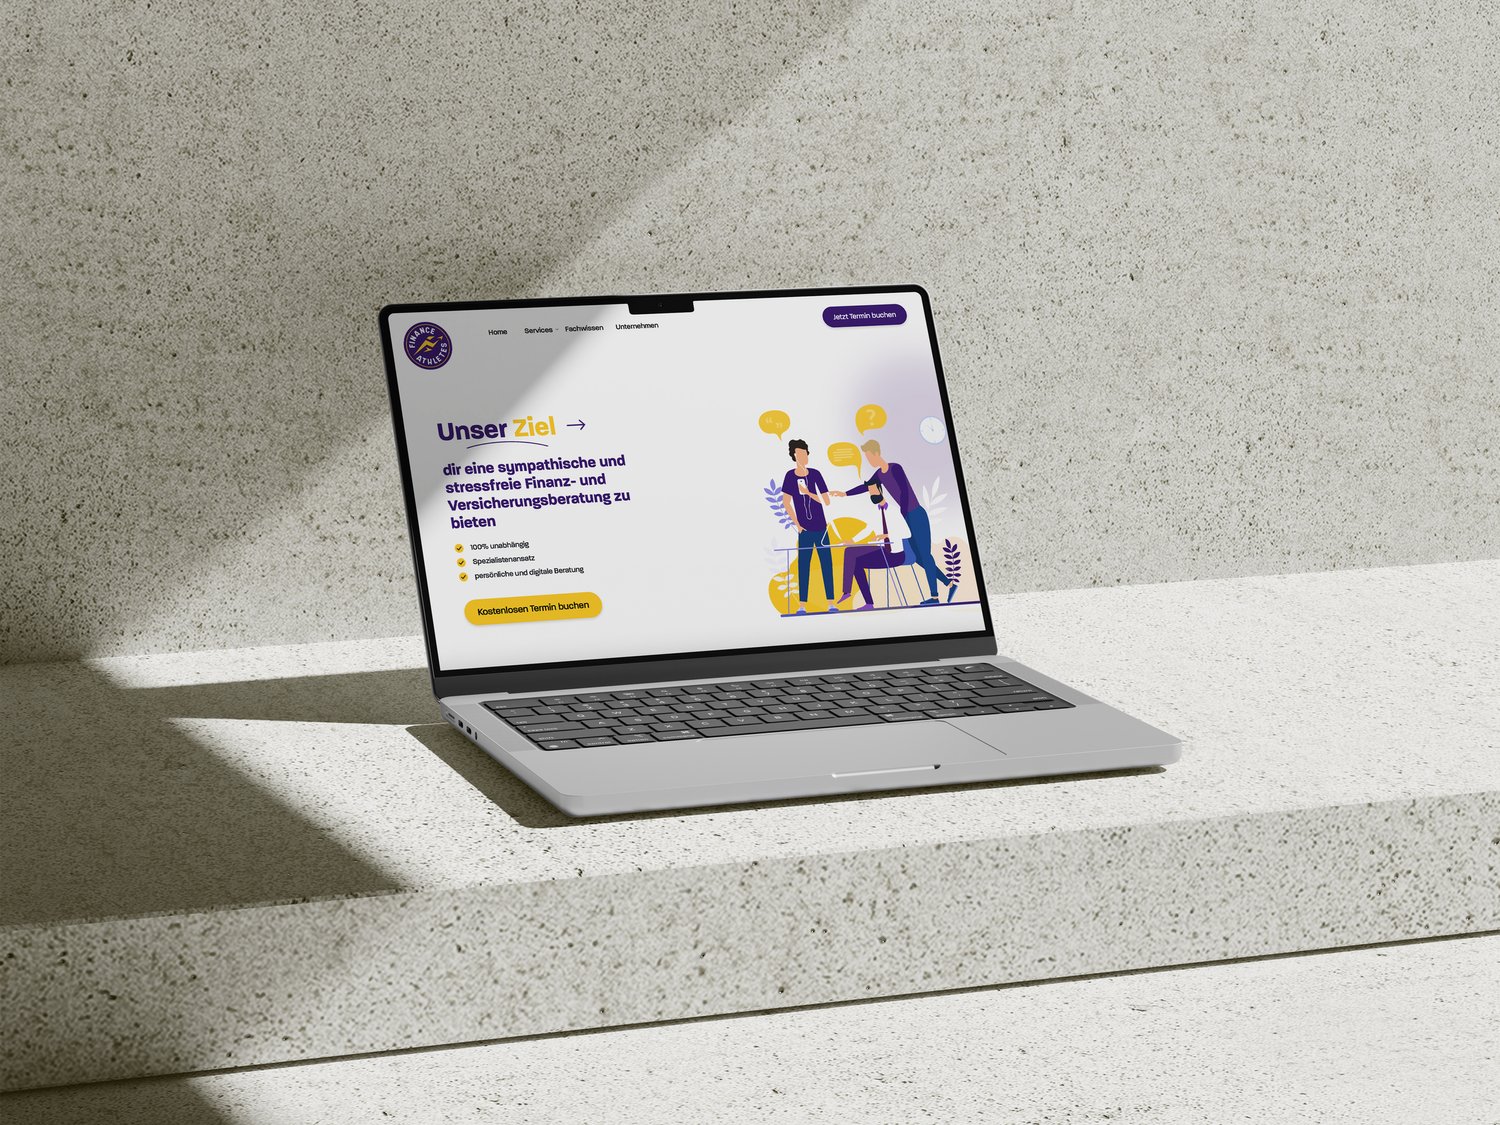 FINANCE
ATHLETES
Home Services Fachwissen Unternehmen
Jetzt Termin buchen
Unser Ziel →
dir eine sympathische und
stressfreie Finanz- und
Versicherungsberatung zu
bieten
100% unabhängig
Spezialistenansatz
persönliche und digitale Beratung
Kostenlosen Termin buchen
?